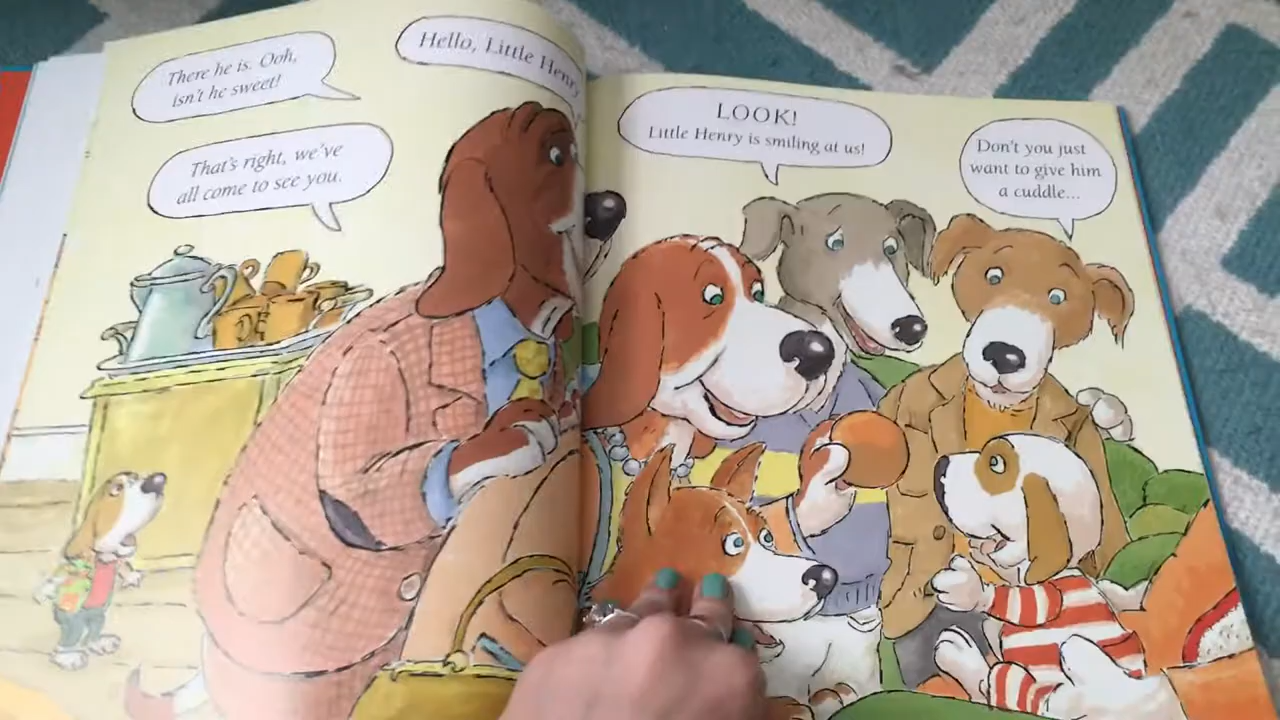 There he is. Ooh,
isn't he sweet!
That's right, we've
all come to see you.
Hello, Little Henry
LOOK!
Little Henry is smiling at us!
Don't you just
want to give him
a cuddle...